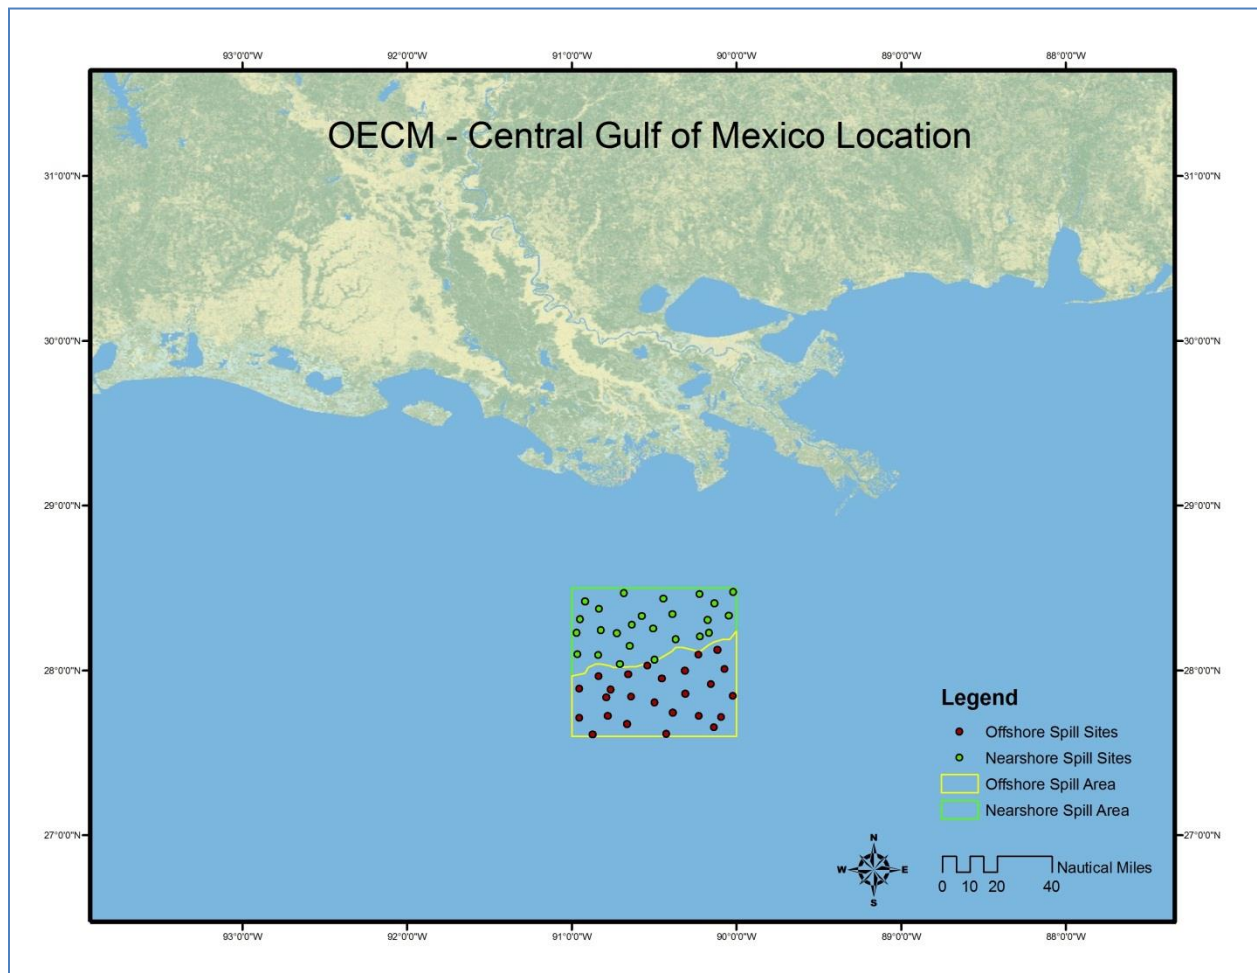 93°0'0"W 92°0'0"W 91°0'0"W 90°0'0"W 89°0'0"W 88°0'0"W
OECM - Central Gulf of Mexico Location
31°0'0"N 31°0'0"N
30°0'0"N 30°0'0"N
29°0'0"N 29°0'0"N
28°0'0"N 28°0'0"N
Legend
Offshore Spill Sites
Nearshore Spill Sites
Offshore Spill Area
Nearshore Spill Area
27°0'0"N 27°0'0"N
N
W E
S
Nautical Miles
0 10 20 40
93°0'0"W 92°0'0"W 91°0'0"W 90°0'0"W 89°0'0"W 88°0'0"W